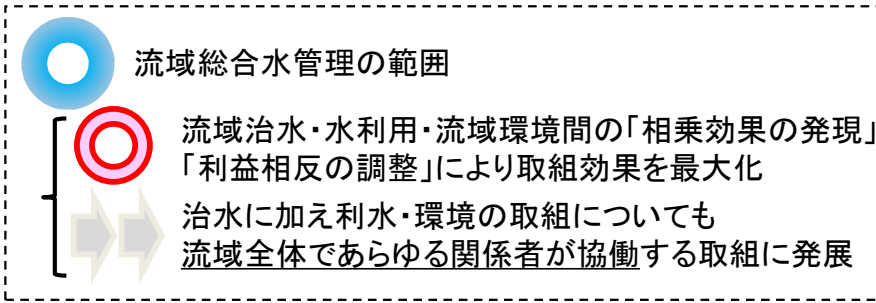 流域総合水管理の範囲
流域治水・水利用・流域環境間の「相乗効果の発現」
「利益相反の調整」により取組効果を最大化
治水に加え利水・環境の取組についても
流域全体であらゆる関係者が協働する取組に発展